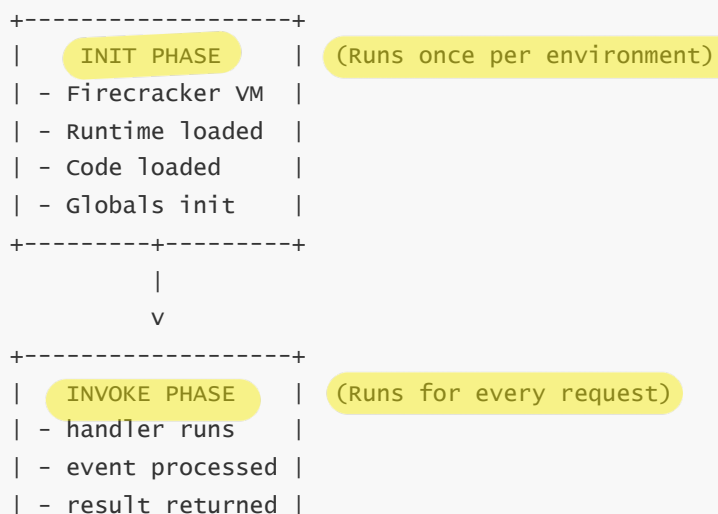 +-------------------+
|    INIT PHASE     |  (Runs once per environment)
| - Firecracker VM  |
| - Runtime loaded  |
| - Code loaded     |
| - Globals init    |
+---------+---------+
          |
          v
+-------------------+
|   INVOKE PHASE    |  (Runs for every request)
| - handler runs    |
| - event processed |
| - result returned |